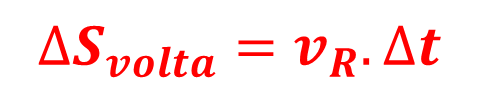 ΔS_volta = v_R. Δt